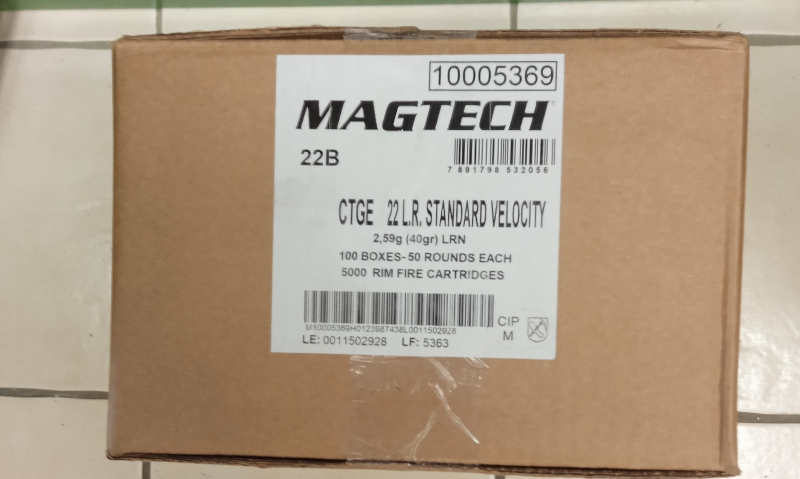 10005369
MAGTECH
22B
7 891798 532056
CTGE 22 L.R. STANDARD VELOCITY
2,59g (40gr) LRN
100 BOXES- 50 ROUNDS EACH
5000 RIM FIRE CARTRIDGES
M10005369H0123987438L0011502928
CIP
M
LE: 0011502928 LF: 5363